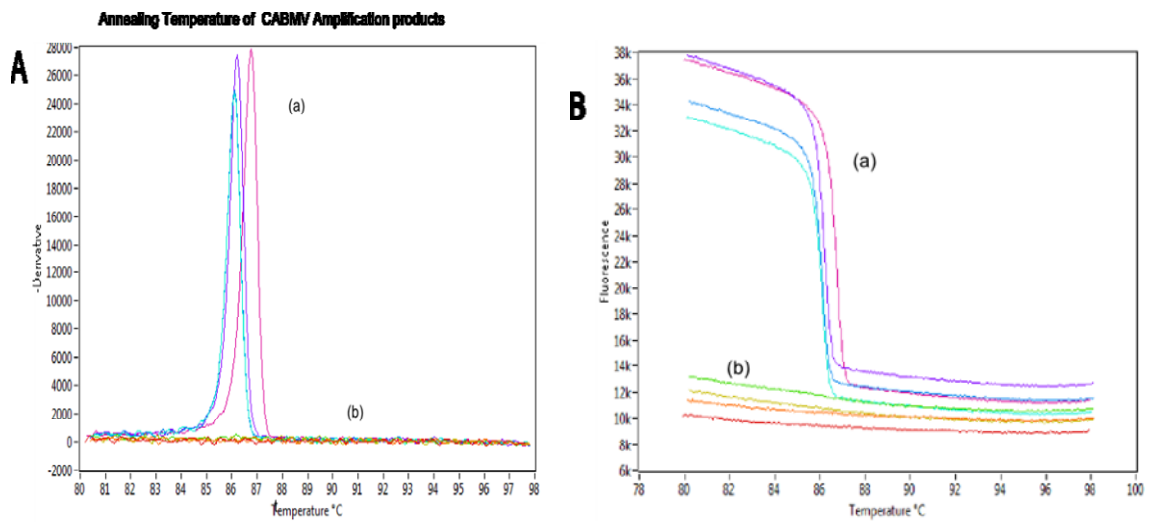 Annealing Temperature of CABMV Amplification products
A
-Derivative
28000
26000
24000
22000
20000
18000
16000
14000
12000
10000
8000
6000
4000
2000
0
-2000
(a)
(b)
80 81 82 83 84 85 86 87 88 89 90 91 92 93 94 95 96 97 98
Temperature °C
B
Fluorescence
38k
36k
34k
32k
30k
28k
26k
24k
22k
20k
18k
16k
14k
12k
10k
8k
6k
(a)
(b)
78 80 82 84 86 88 90 92 94 96 98 100
Temperature °C